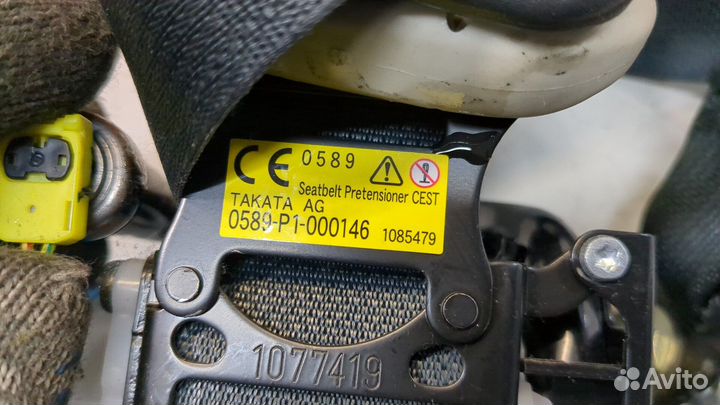 CE 0589
Seatbelt Pretensioner CEST
TAKATA AG
0589-P1-000146 1085479
1077419
Avito